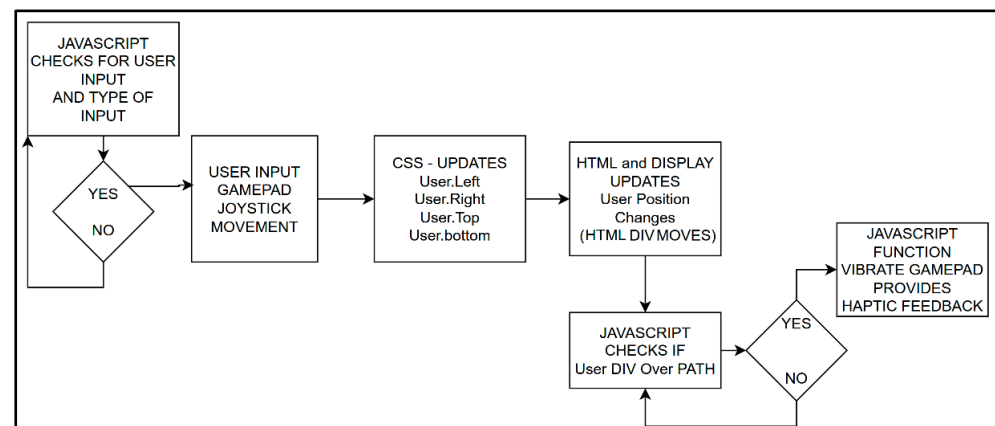 JAVASCRIPT
CHECKS FOR USER
INPUT
AND TYPE OF
INPUT
YES
NO
USER INPUT
GAMEPAD
JOYSTICK
MOVEMENT
CSS - UPDATES
User.Left
User.Right
User.Top
User.bottom
HTML and DISPLAY
UPDATES
User Position
Changes
(HTML DIV MOVES)
JAVASCRIPT
CHECKS IF
User DIV Over PATH
YES
NO
JAVASCRIPT
FUNCTION
VIBRATE GAMEPAD
PROVIDES
HAPTIC FEEDBACK